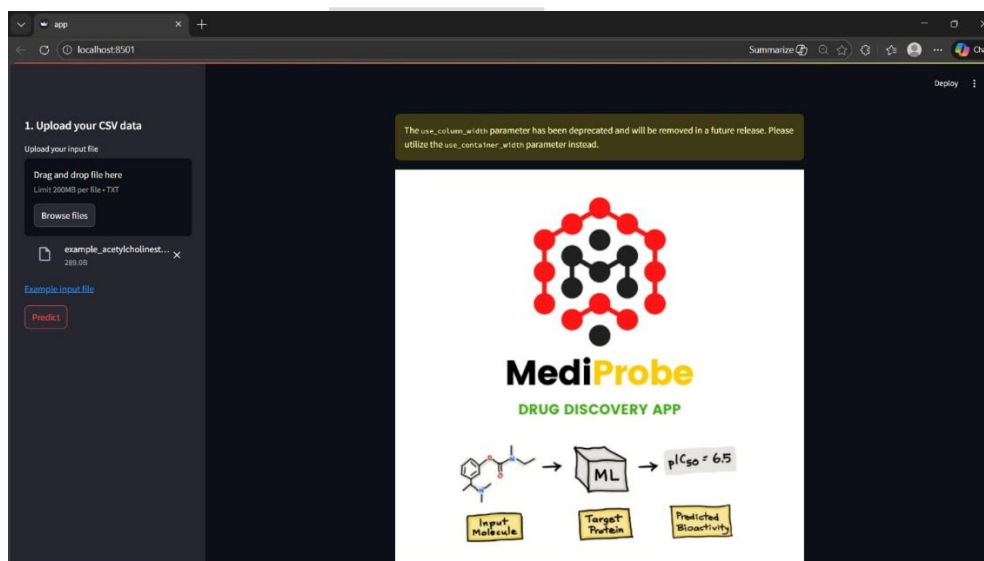 app
localhost:8501
Summarize
Deploy
1. Upload your CSV data
Upload your input file
Drag and drop file here
Limit 200MB per file • TXT
Browse files
example_acetylcholinest...
289.0B
Example input file
Predict
The use_column_width parameter has been deprecated and will be removed in a future release. Please
utilize the use_container_width parameter instead.
MediProbe
DRUG DISCOVERY APP
ML
pIC50 = 6.5
Input
Molecule
Target
Protein
Predicted
Bioactivity